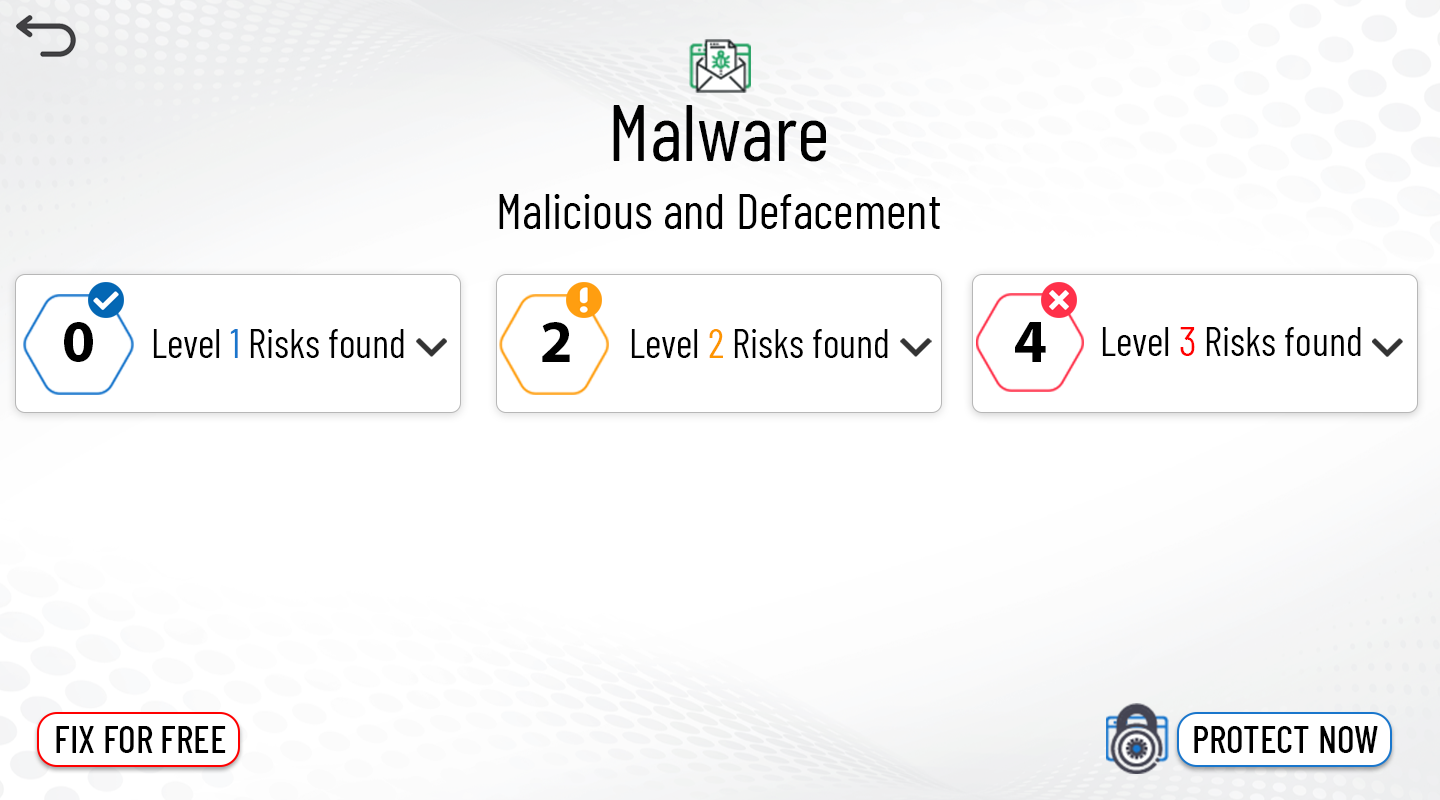 Malware
Malicious and Defacement
0 Level 1 Risks found
2 Level 2 Risks found
4 Level 3 Risks found
FIX FOR FREE
PROTECT NOW